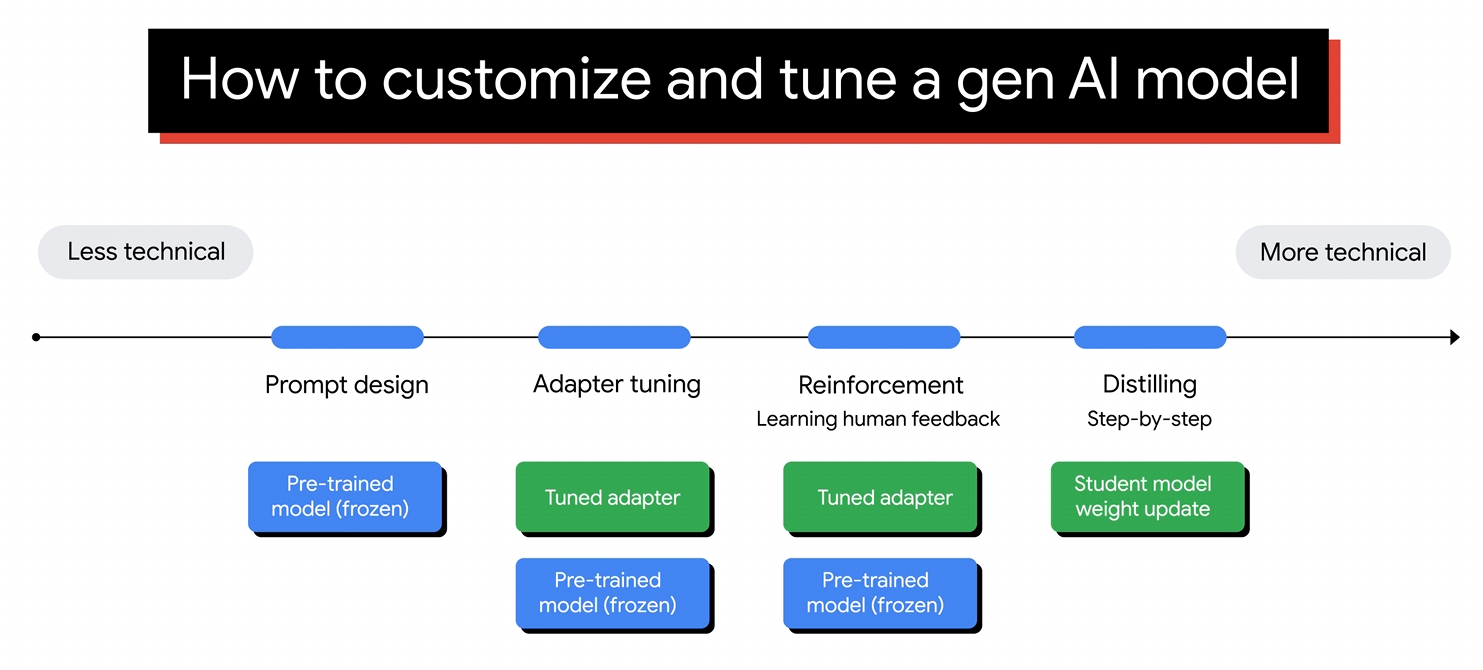 How to customize and tune a gen AI model
Less technical
More technical
Prompt design
Adapter tuning
Reinforcement
Learning human feedback
Distilling
Step-by-step
Pre-trained
model (frozen)
Tuned adapter
Tuned adapter
Student model
weight update
Pre-trained
model (frozen)
Pre-trained
model (frozen)